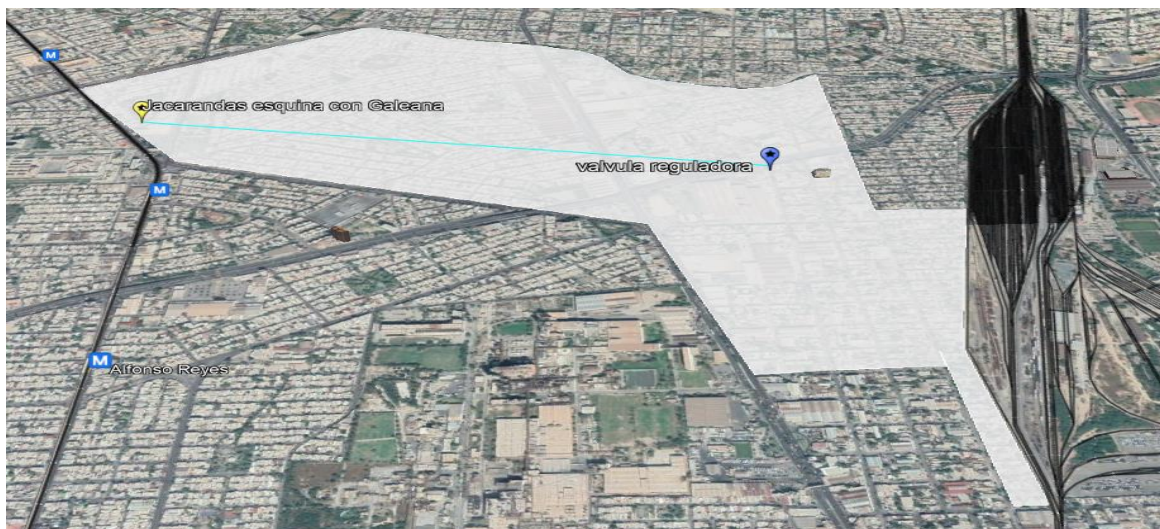 M
Jacarandas esquina con Galeana
valvula reguladora
M
M
Alfonso Reyes